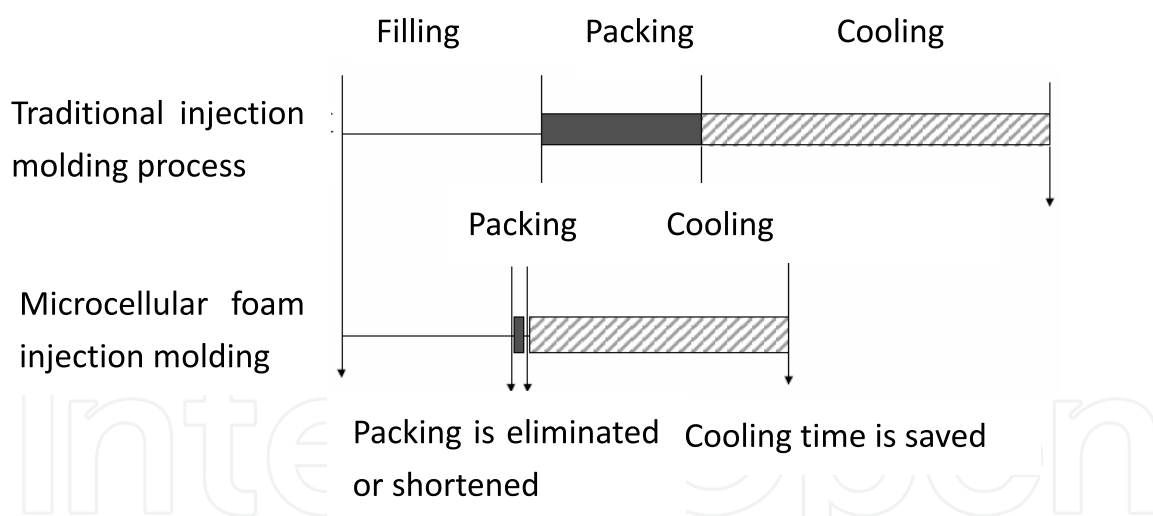 Filling Packing Cooling
Traditional injection
molding process
Packing Cooling
Microcellular foam
injection molding
Packing is eliminated Cooling time is saved
or shortened